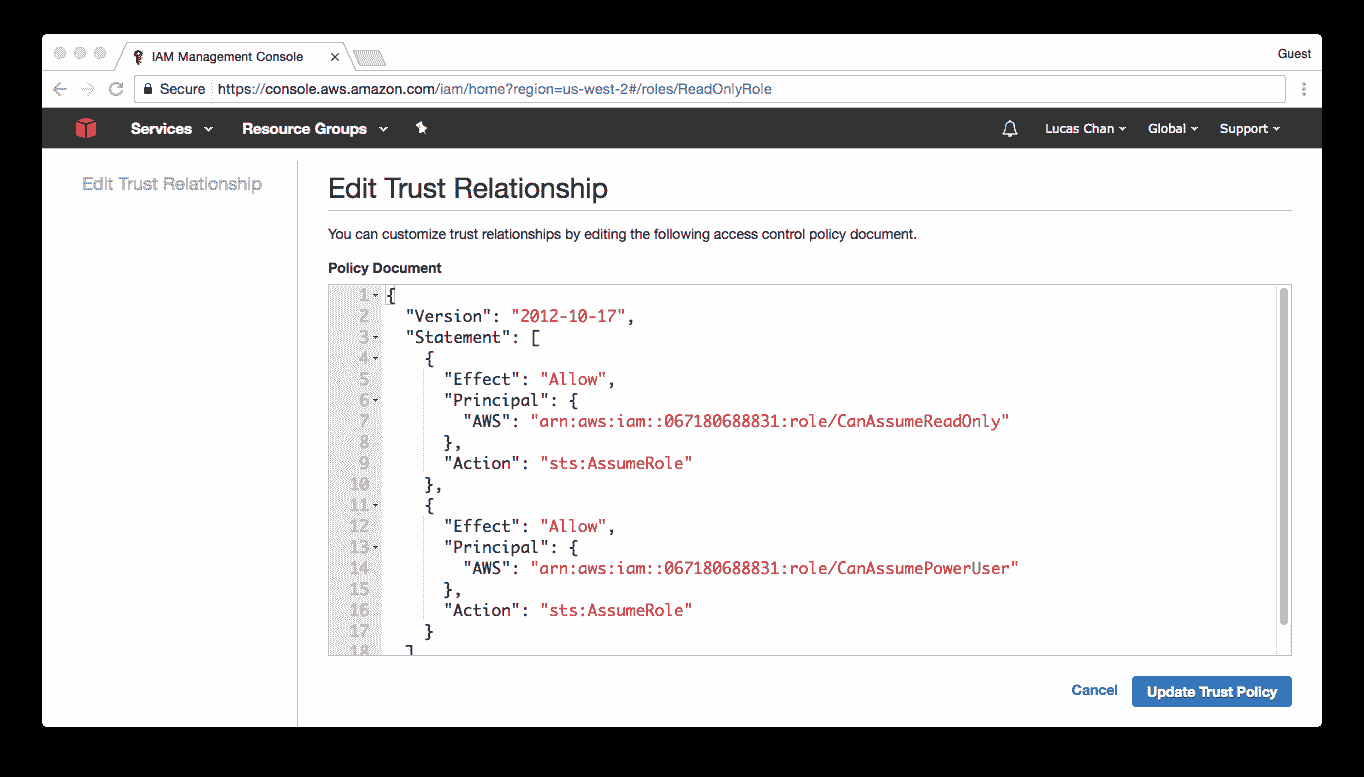 IAM Management Console
Guest
Secure https://console.aws.amazon.com/iam/home?region=us-west-2#/roles/ReadOnlyRole
Services Resource Groups Lucas Chan Global Support
Edit Trust Relationship
Edit Trust Relationship
You can customize trust relationships by editing the following access control policy document.
Policy Document
1 {
2 "Version": "2012-10-17",
3 "Statement": [
4 {
5 "Effect": "Allow",
6 "Principal": {
7 "AWS": "arn:aws:iam::067180688831:role/CanAssumeReadOnly"
8 },
9 "Action": "sts:AssumeRole"
10 },
11 {
12 "Effect": "Allow",
13 "Principal": {
14 "AWS": "arn:aws:iam::067180688831:role/CanAssumePowerUser"
15 },
16 "Action": "sts:AssumeRole"
17 }
18 ]
Cancel Update Trust Policy